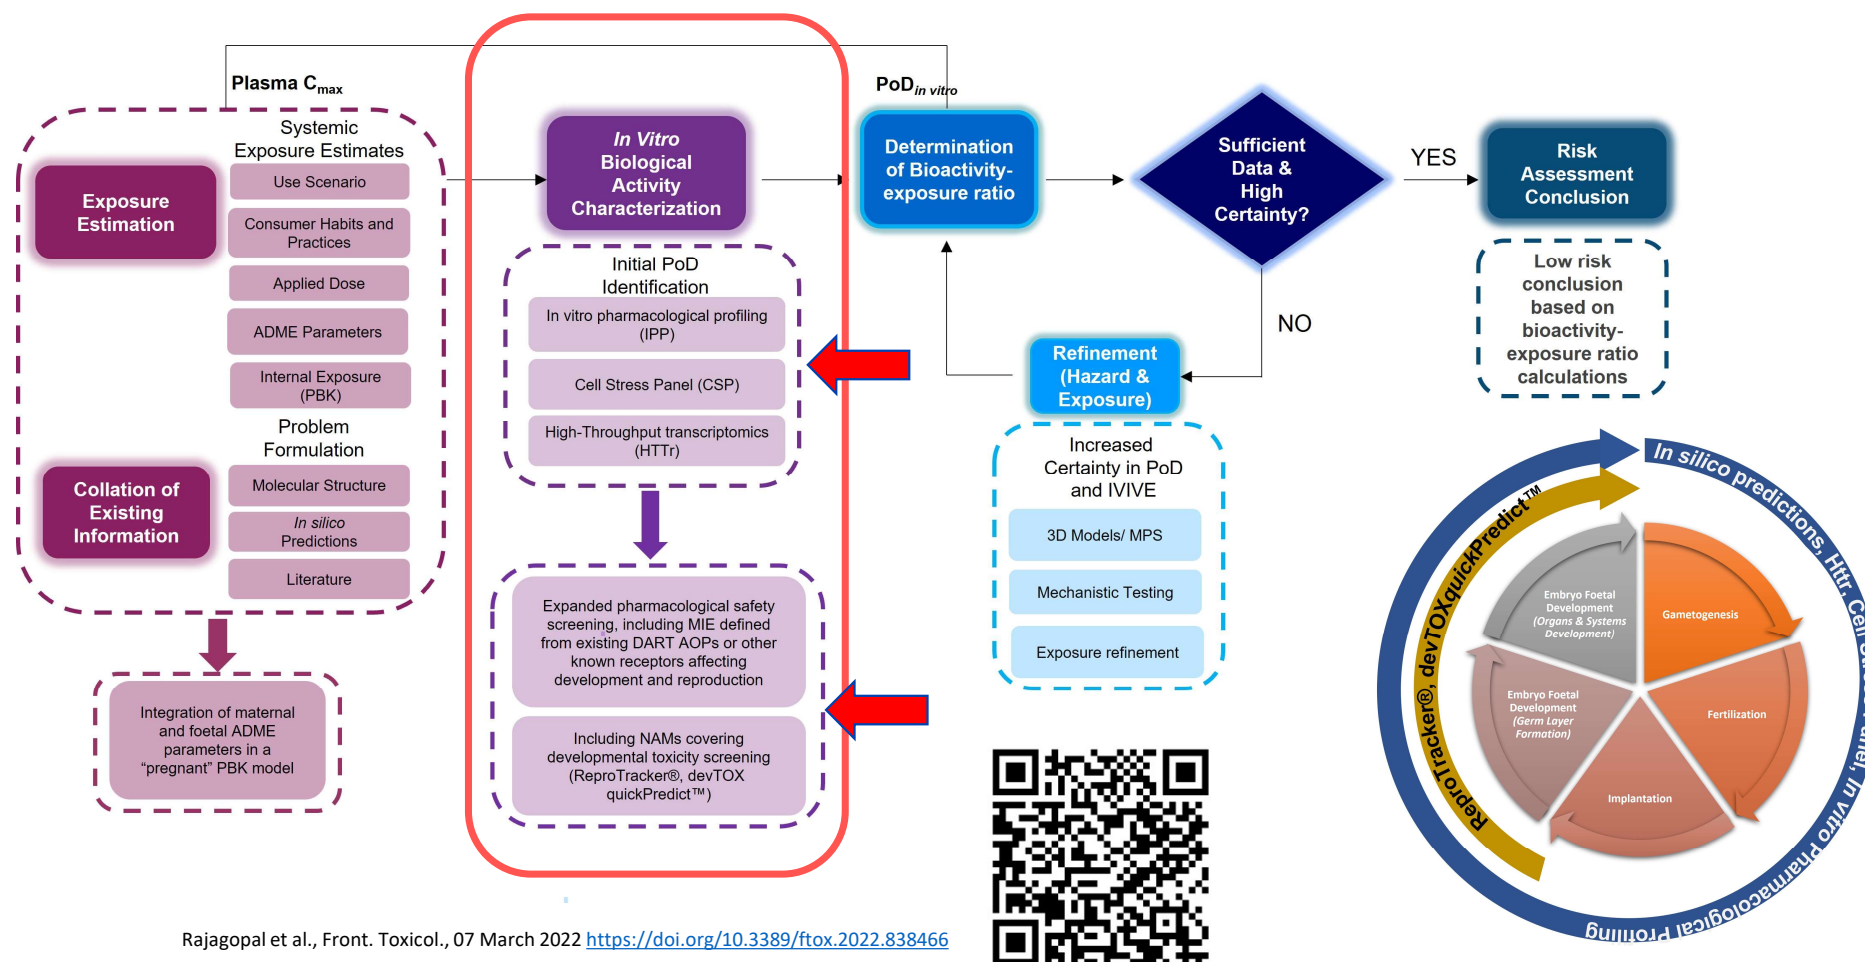 Plasma Cmax
PoDin vitro
Systemic
Exposure Estimates
Exposure
Estimation
Use Scenario
Consumer Habits and
Practices
Applied Dose
ADME Parameters
Internal Exposure
(PBK)
Problem
Formulation
Collation of
Existing
Information
Molecular Structure
In silico
Predictions
Literature
Integration of maternal
and foetal ADME
parameters in a
“pregnant” PBK model
In Vitro
Biological
Activity
Characterization
Initial PoD
Identification
In vitro pharmacological profiling
(IPP)
Cell Stress Panel (CSP)
High-Throughput transcriptomics
(HTTr)
Expanded pharmacological safety
screening, including MIE defined
from existing DART AOPs or other
known receptors affecting
development and reproduction
Including NAMs covering
developmental toxicity screening
(ReproTracker®, devTOX
quickPredict™)
Determination
of Bioactivity-
exposure ratio
Sufficient
Data &
High
Certainty?
YES
NO
Risk
Assessment
Conclusion
Low risk
conclusion
based on
bioactivity-
exposure ratio
calculations
Refinement
(Hazard &
Exposure)
Increased
Certainty in PoD
and IVIVE
3D Models/ MPS
Mechanistic Testing
Exposure refinement
In silico predictions, Httr, Cell Stress Panel, In vitro Pharmacological Profiling
ReproTracker®, devTOXquickPredict™
Embryo Foetal
Development
(Organs & Systems
Development)
Gametogenesis
Embryo Foetal
Development
(Germ Layer
Formation)
Fertilization
Implantation
Rajagopal et al., Front. Toxicol., 07 March 2022 https://doi.org/10.3389/ftox.2022.838466